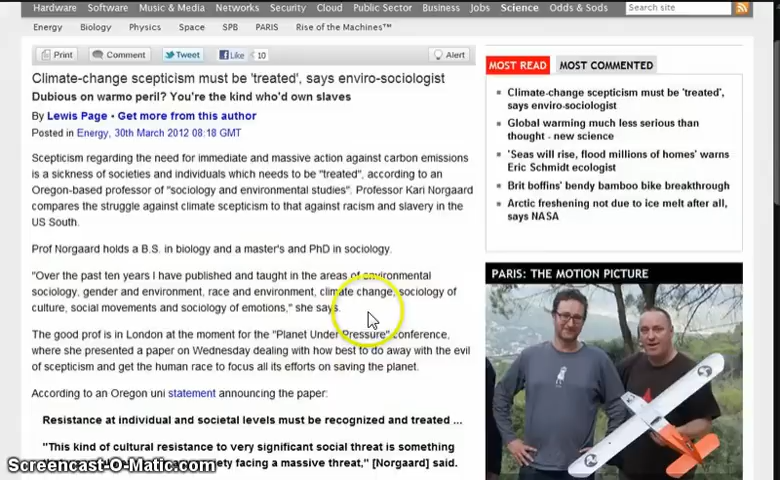 Hardware Software Music & Media Networks Security Cloud Public Sector Business Jobs Science Odds & Sods
Site search
Energy Biology Physics Space SPB PARIS Rise of the Machines™
Print Comment Tweet Like 10 Alert
Climate-change scepticism must be 'treated', says enviro-sociologist
Dubious on warmo peril? You're the kind who'd own slaves
By Lewis Page • Get more from this author
Posted in Energy, 30th March 2012 08:18 GMT
Scepticism regarding the need for immediate and massive action against carbon emissions
is a sickness of societies and individuals which needs to be "treated", according to an
Oregon-based professor of "sociology and environmental studies". Professor Kari Norgaard
compares the struggle against climate scepticism to that against racism and slavery in the
US South.
Prof Norgaard holds a B.S. in biology and a master's and PhD in sociology.
"Over the past ten years I have published and taught in the areas of environmental
sociology, gender and environment, race and environment, climate change, sociology of
culture, social movements and sociology of emotions," she says.
The good prof is in London at the moment for the "Planet Under Pressure" conference,
where she presented a paper on Wednesday dealing with how best to do away with the evil
of scepticism and get the human race to focus all its efforts on saving the planet.
According to an Oregon uni statement announcing the paper:
Resistance at individual and societal levels must be recognized and treated ...
"This kind of cultural resistance to very significant social threat is something
society facing a massive threat," [Norgaard] said.
MOST READ MOST COMMENTED
Climate-change scepticism must be 'treated',
says enviro-sociologist
Global warming much less serious than
thought - new science
'Seas will rise, flood millions of homes' warns
Eric Schmidt ecologist
Brit boffins' bendy bamboo bike breakthrough
Arctic freshening not due to ice melt after all,
says NASA
PARIS: THE MOTION PICTURE
Screencast-O-Matic.com